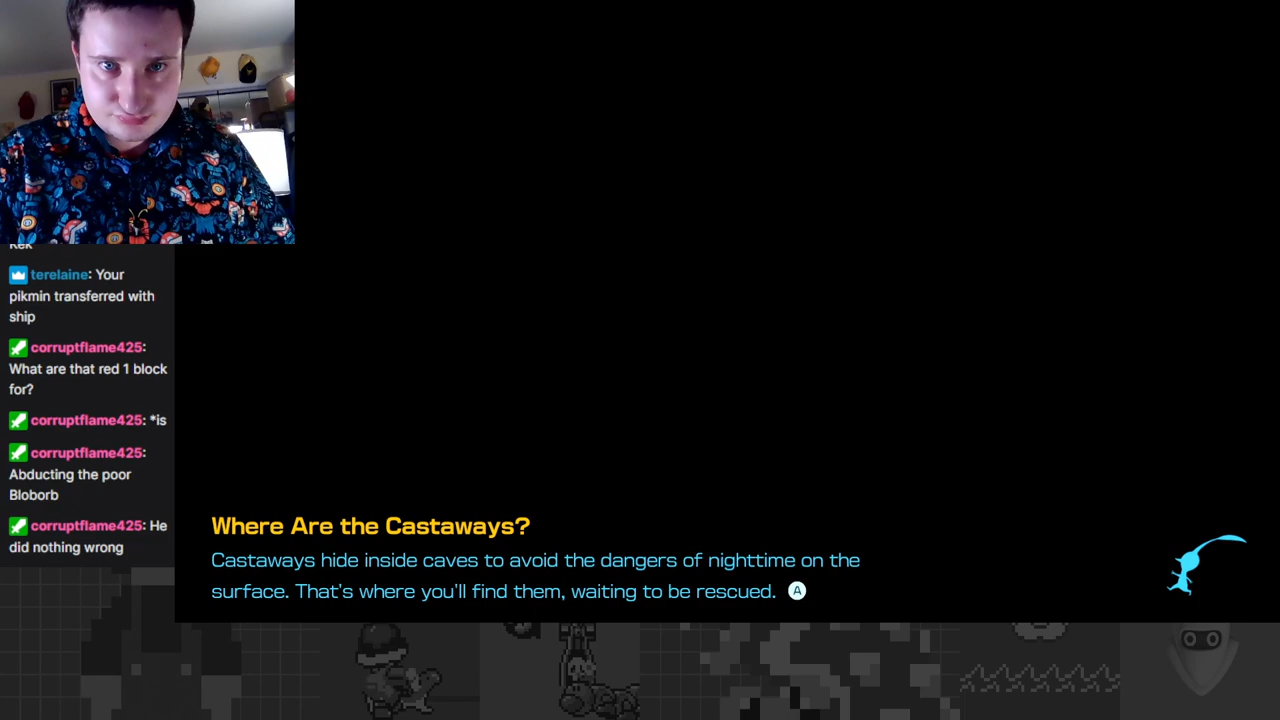 Kek
terelaine: Your
pikmin transferred with
ship
corruptflame425:
What are that red 1 block
for?
corruptflame425: *is
corruptflame425:
Abducting the poor
Bloborb
corruptflame425: He
did nothing wrong
Where Are the Castaways?
Castaways hide inside caves to avoid the dangers of nighttime on the
surface. That's where you'll find them, waiting to be rescued. A